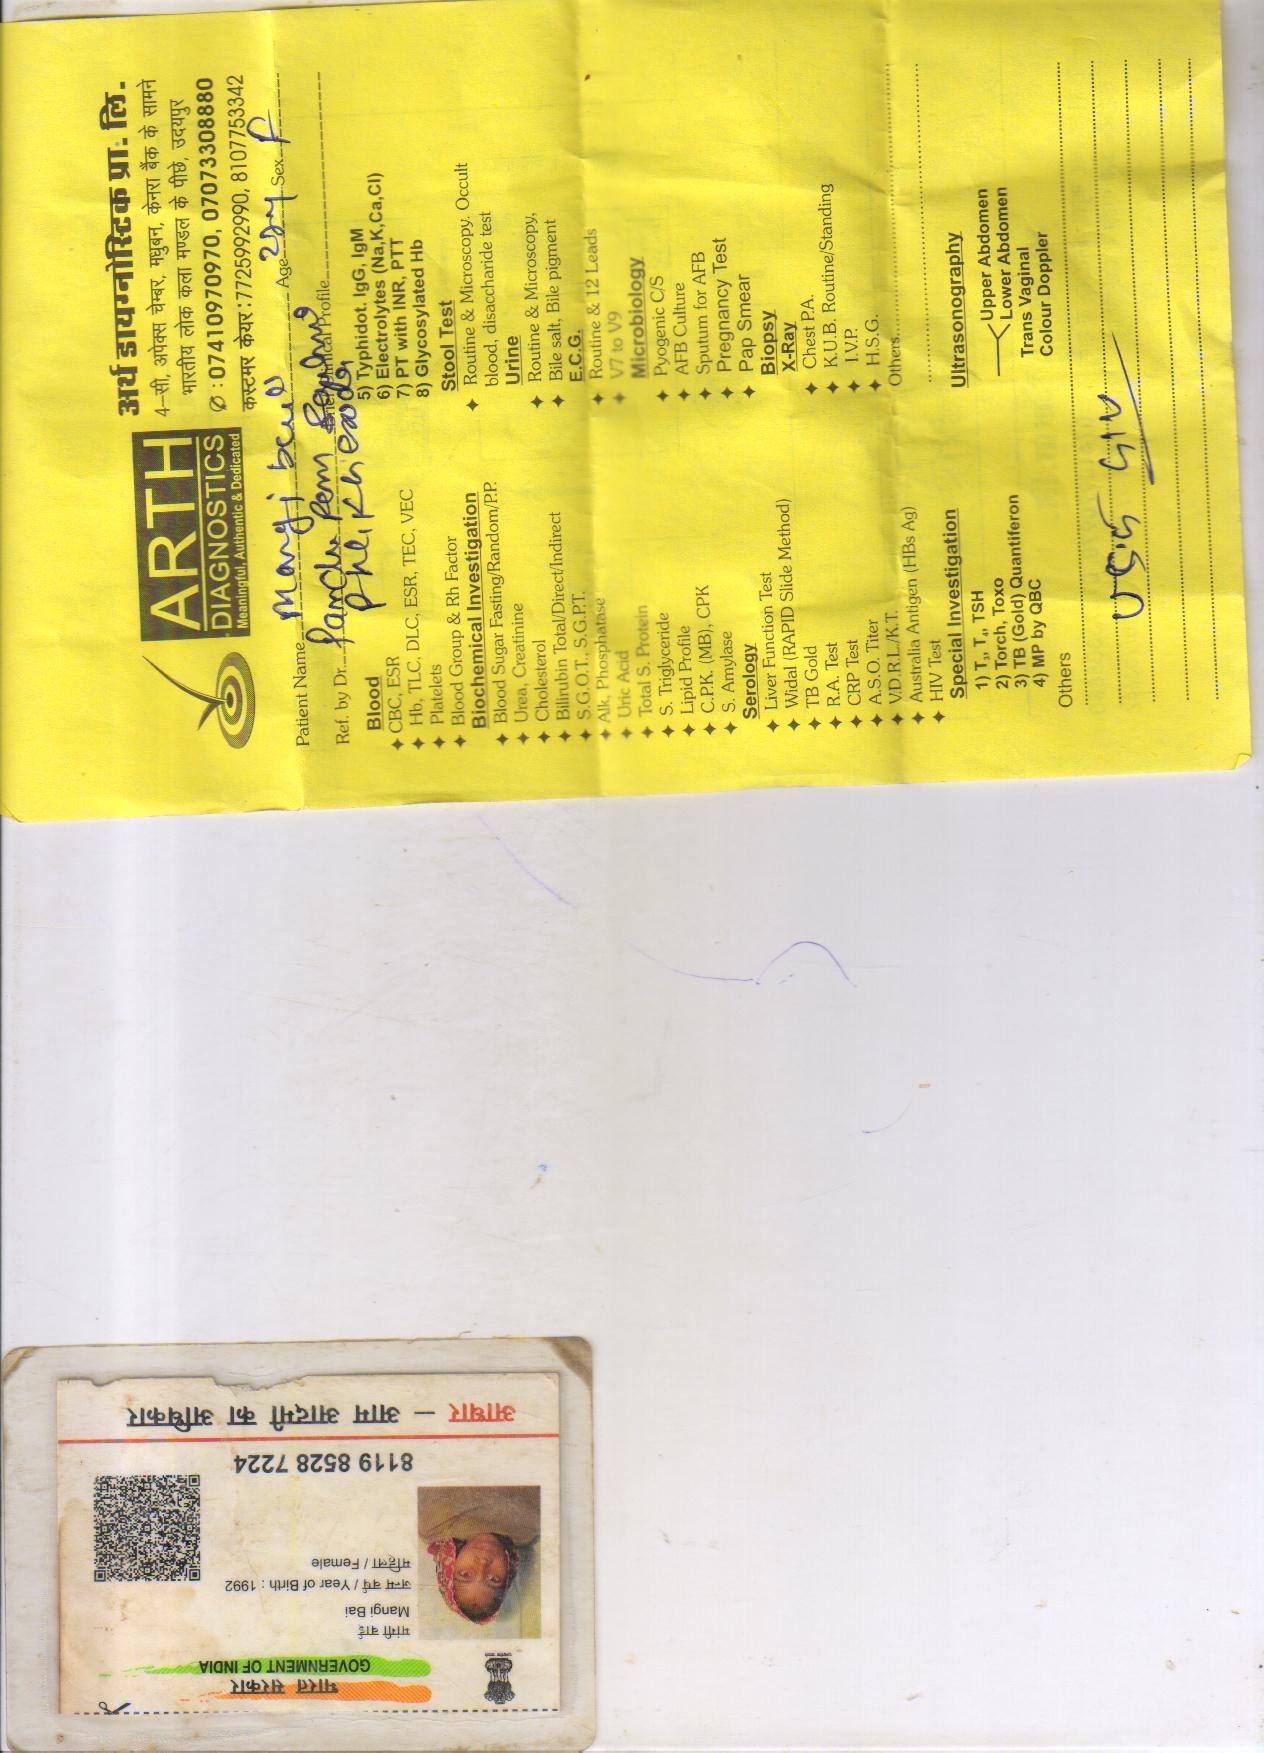 ARTH
DIAGNOSTICS
Meaningful, Authentic & Dedicated
अर्थ डायग्नोस्टिक प्रा. लि.
4–सी, ओक्स चेम्बर, मधुबन, केनरा बैंक के सामने
भारतीय लोक कला मण्डल के पीछे, उदयपुर
✆ : 07410970970, 07073308880
कस्टमर केयर : 7725992990, 8107753342
Patient Name Mangi Age Sex F
Ref. by Dr.
Blood
CBC, ESR
Hb, TLC, DLC, ESR, TEC, VEC
Platelets
Blood Group & Rh Factor
Biochemical Investigation
Blood Sugar Fasting/Random/P.P.
Urea, Creatinine
Cholesterol
Billrubin Total/Direct/Indirect
S.G.O.T., S.G.P.T.
Alk. Phosphatase
Uric Acid
Total S. Protein
S. Triglyceride
Lipid Profile
C.P.K. (MB), CPK
S. Amylase
Serology
Liver Function Test
Widal (RAPID Slide Method)
TB Gold
R.A. Test
CRP Test
A.S.O. Titer
V.D.R.L./K.T.
Australia Antigen (HBs Ag)
HIV Test
Special Investigation
1) T₃, T₄, TSH
2) Torch, Toxo
3) TB (Gold) Quantiferon
4) MP by QBC
Profile
5) Typhidot IgG, IgM
6) Electrolytes (Na,K,Ca,Cl)
7) PT with INR, PTT
8) Glycosylated Hb
Stool Test
Routine & Microscopy. Occult
blood, disaccharide test
Urine
Routine & Microscopy,
Bile salt, Bile pigment
E.C.G.
Routine & 12 Leads
V7 to V9
Microbiology
Pyogenic C/S
AFB Culture
Sputum for AFB
Pregnancy Test
Pap Smear
Biopsy
X-Ray
Chest P.A.
K.U.B. Routine/Standing
I.V.P.
H.S.G.
Others
Ultrasonography
Upper Abdomen
Lower Abdomen
Trans Vaginal
Colour Doppler
Others
भारत सरकार
GOVERNMENT OF INDIA
मांगी बाई
Mangi Bai
जन्म वर्ष / Year of Birth : 1992
महिला / Female
8119 8528 7224
आधार – आम आदमी का अधिकार